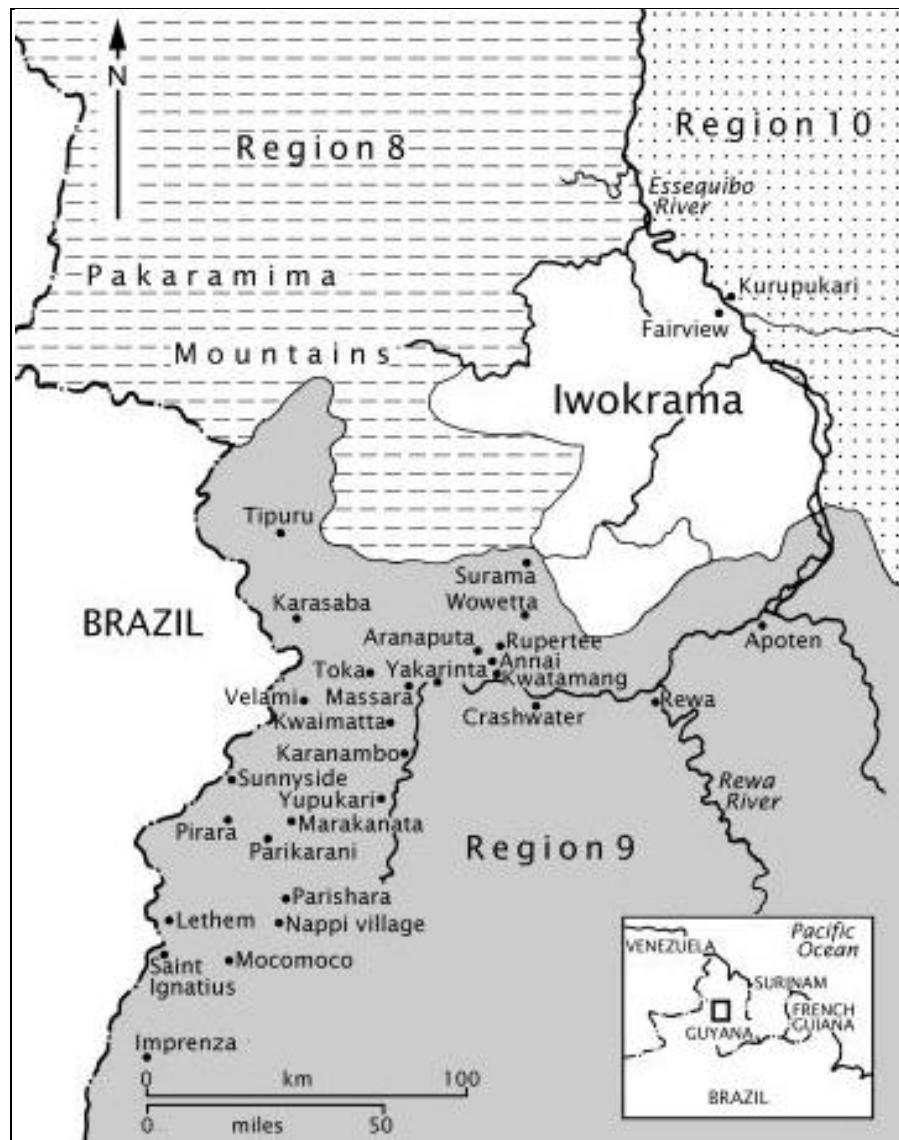 N
Region 8
Region 10
Essequibo
River
Pakaramima
Mountains
Kurupukari
Fairview
Iwokrama
Tipuru
BRAZIL
Surama
Wowetta
Karasaba
Aranaputa
Rupertee
Annai
Apoten
Toka
Yakarinta
Kwatamang
Velami
Massara
Crashwater
Rewa
Kwaimatta
Karanambo
Sunnyside
Yupukari
Rewa
River
Pirara
Marakanata
Parikarani
Region 9
Parishara
Lethem
Nappi village
Saint
Ignatius
Mocomoco
Imprenza
0 km 100
0 miles 50
Pacific
Ocean
VENEZUELA
SURINAM
FRENCH
GUIANA
GUYANA
BRAZIL